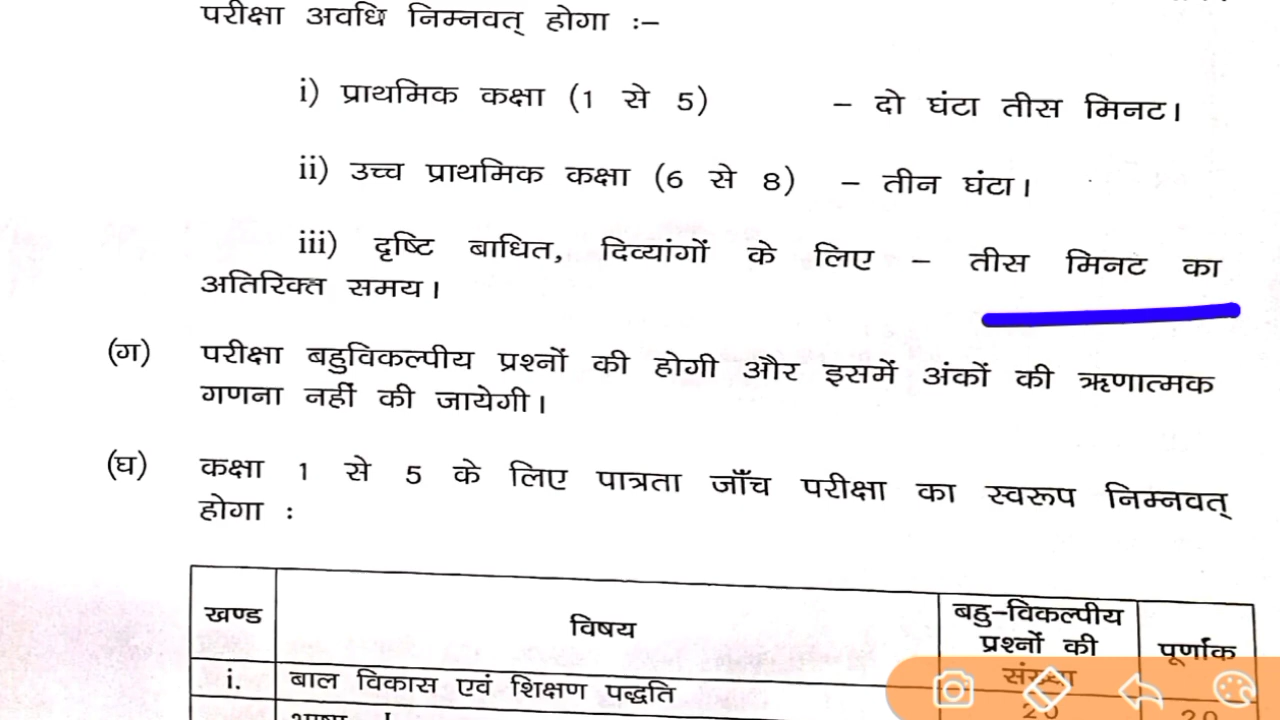 परीक्षा अवधि निम्नवत् होगा :–
i) प्राथमिक कक्षा (1 से 5) – दो घंटा तीस मिनट।
ii) उच्च प्राथमिक कक्षा (6 से 8) – तीन घंटा।
iii) दृष्टि बाधित, दिव्यांगों के लिए – तीस मिनट का
अतिरिक्त समय।
(ग) परीक्षा बहुविकल्पीय प्रश्नों की होगी और इसमें अंकों की ऋणात्मक
गणना नहीं की जायेगी।
(घ) कक्षा 1 से 5 के लिए पात्रता जाँच परीक्षा का स्वरूप निम्नवत्
होगा :
खण्ड विषय बहु–विकल्पीय प्रश्नों की संख्या पूर्णांक
i. बाल विकास एवं शिक्षण पद्धति